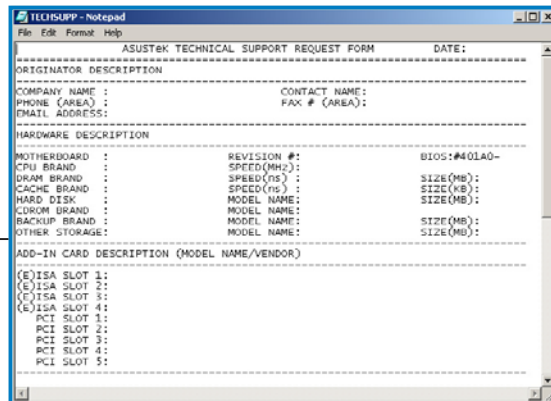 TECHSUPP - Notepad
File Edit Format Help
ASUSTeK TECHNICAL SUPPORT REQUEST FORM DATE:
==============================================================================
ORIGINATOR DESCRIPTION
------------------------------------------------------------------------------
COMPANY NAME : CONTACT NAME:
PHONE (AREA) : FAX # (AREA):
EMAIL ADDRESS:
------------------------------------------------------------------------------
HARDWARE DESCRIPTION
------------------------------------------------------------------------------
MOTHERBOARD : REVISION #: BIOS:#401A0-
CPU BRAND : SPEED(MHz):
DRAM BRAND : SPEED(ns) : SIZE(MB):
CACHE BRAND : SPEED(ns) : SIZE(KB):
HARD DISK : MODEL NAME: SIZE(MB):
CDROM BRAND : MODEL NAME:
BACKUP BRAND : MODEL NAME: SIZE(MB):
OTHER STORAGE: MODEL NAME: SIZE(MB):
------------------------------------------------------------------------------
ADD-IN CARD DESCRIPTION (MODEL NAME/VENDOR)
------------------------------------------------------------------------------
(E)ISA SLOT 1:
(E)ISA SLOT 2:
(E)ISA SLOT 3:
(E)ISA SLOT 4:
PCI SLOT 1:
PCI SLOT 2:
PCI SLOT 3:
PCI SLOT 4:
PCI SLOT 5:
------------------------------------------------------------------------------